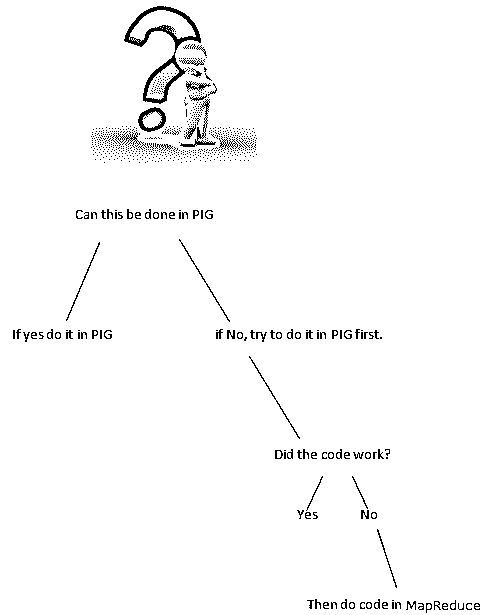 Can this be done in PIG
If yes do it in PIG
if No, try to do it in PIG first.
Did the code work?
Yes
No
Then do code in MapReduce